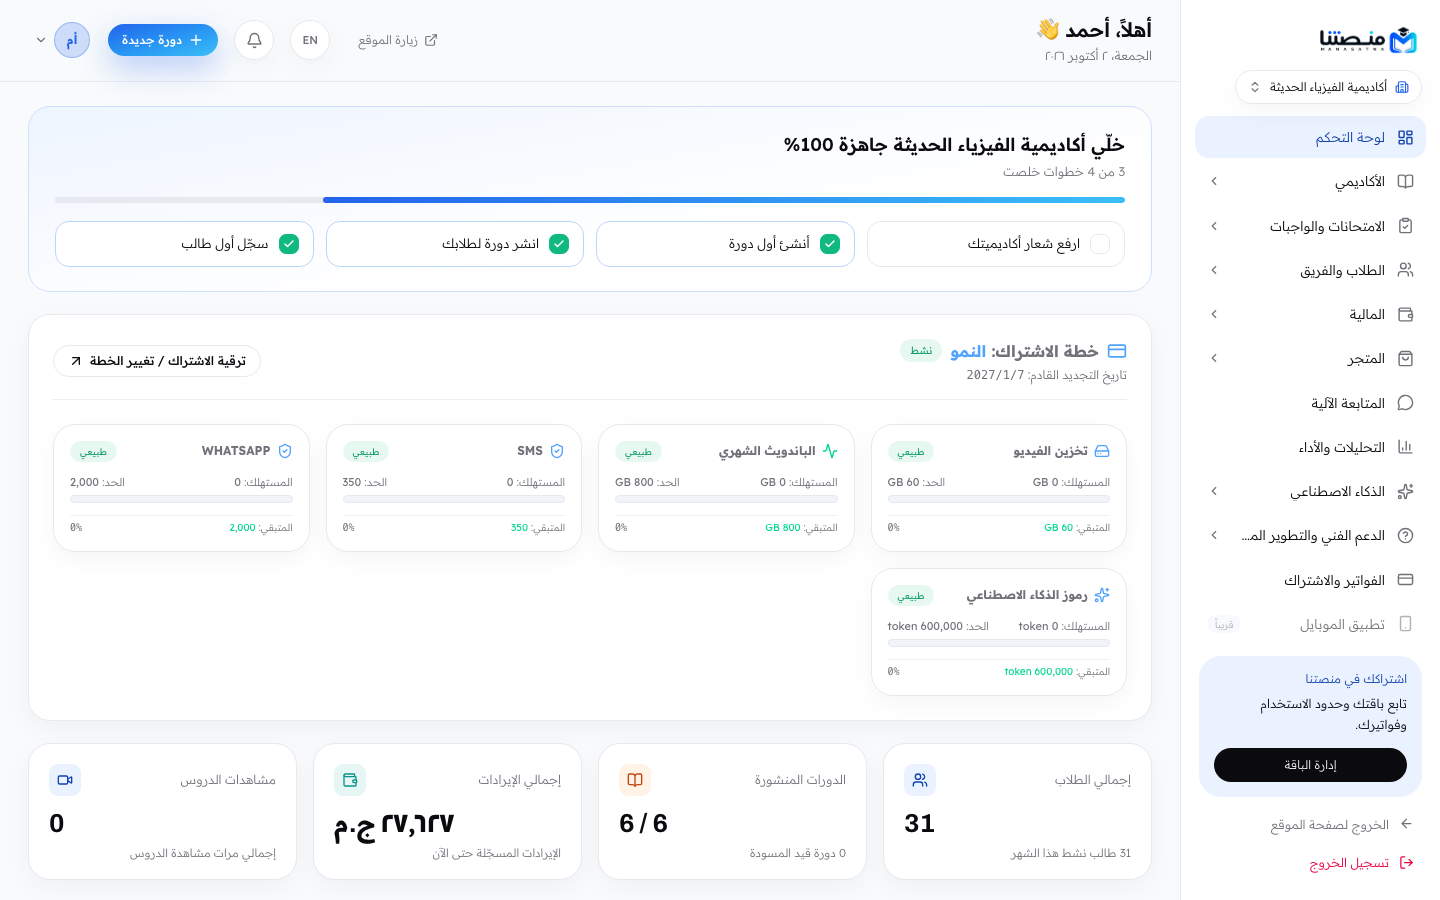 منصتنا
MANASATNA
أكاديمية الفيزياء الحديثة
لوحة التحكم
الأكاديمي
الامتحانات والواجبات
الطلاب والفريق
المالية
المتجر
المتابعة الآلية
التحليلات والأداء
الذكاء الاصطناعي
الدعم الفني والتطوير المـ...
الفواتير والاشتراك
تطبيق الموبايل
قريباً
اشتراكك في منصتنا
تابع باقتك وحدود الاستخدام
وفواتيرك.
إدارة الباقة
الخروج لصفحة الموقع
تسجيل الخروج
أهلاً، أحمد 👋
الجمعة، ٢ أكتوبر ٢٠٢٦
زيارة الموقع
EN
دورة جديدة
أم
خلّي أكاديمية الفيزياء الحديثة جاهزة 100%
3 من 4 خطوات خلصت
ارفع شعار أكاديميتك
أنشئ أول دورة
انشر دورة لطلابك
سجّل أول طالب
خطة الاشتراك: النمو
نشط
تاريخ التجديد القادم: 2027/1/7
ترقية الاشتراك / تغيير الخطة
تخزين الفيديو
طبيعي
المستهلك: 0 GB
الحد: 60 GB
المتبقي: 60 GB
0%
الباندويث الشهري
طبيعي
المستهلك: 0 GB
الحد: 800 GB
المتبقي: 800 GB
0%
SMS
طبيعي
المستهلك: 0
الحد: 350
المتبقي: 350
0%
WHATSAPP
طبيعي
المستهلك: 0
الحد: 2,000
المتبقي: 2,000
0%
رموز الذكاء الاصطناعي
طبيعي
المستهلك: 0 token
الحد: 600,000 token
المتبقي: 600,000 token
0%
إجمالي الطلاب
31
31 طالب نشط هذا الشهر
الدورات المنشورة
6 / 6
0 دورة قيد المسودة
إجمالي الإيرادات
٢٧,٦٢٧ ج.م
الإيرادات المسجّلة حتى الآن
مشاهدات الدروس
0
إجمالي مرات مشاهدة الدروس